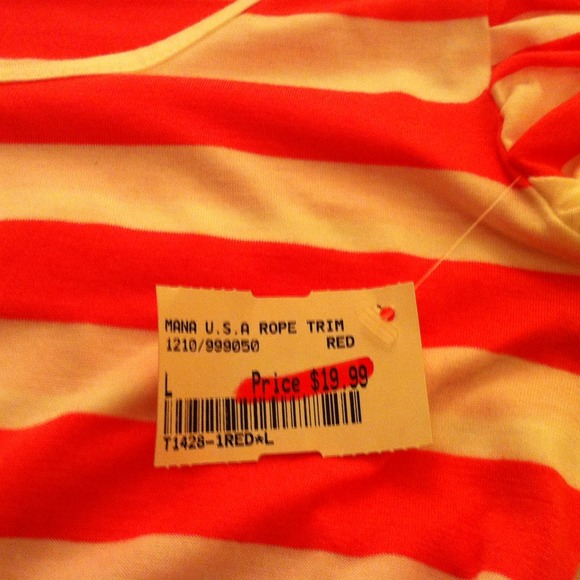 MANA U.S.A ROPE TRIM
1210/999050 RED
L Price $19.99
T1428-1RED*L